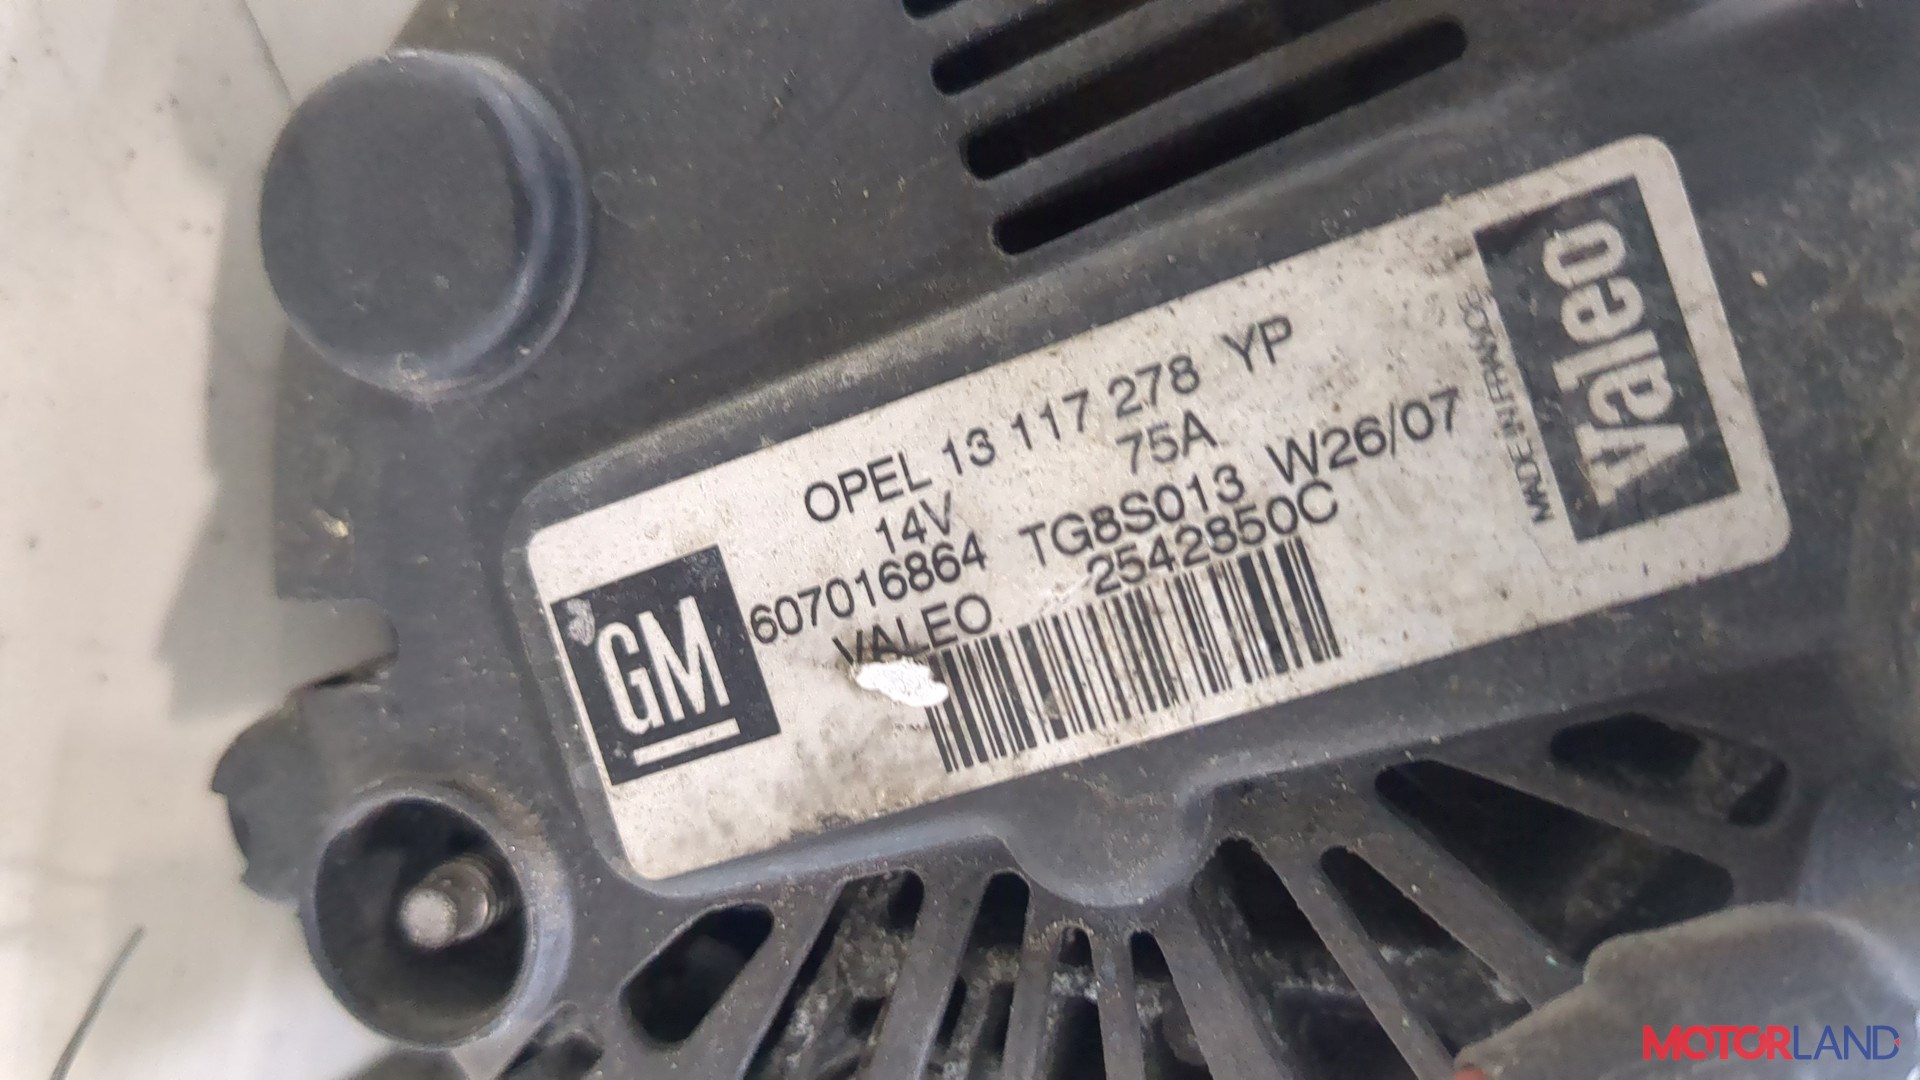 OPEL 13 117 278 YP
14V 75A
607016864 TG8S013 W26/07
VALEO 2542850C
GM
MADE IN FRANCE
Valeo
MOTORLAND